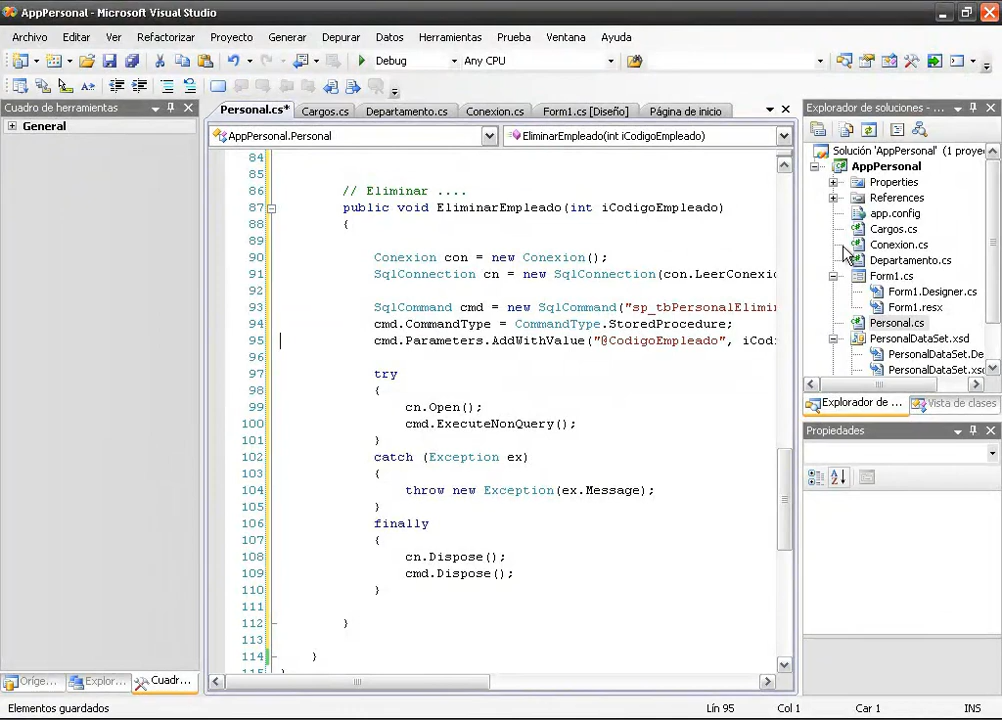 AppPersonal - Microsoft Visual Studio
Archivo Editar Ver Refactorizar Proyecto Generar Depurar Datos Herramientas Prueba Ventana Ayuda
Debug Any CPU
Cuadro de herramientas
General
Personal.cs* Cargos.cs Departamento.cs Conexion.cs Form1.cs [Diseño] Página de inicio
AppPersonal.Personal EliminarEmpleado(int iCodigoEmpleado)
84
85
86 // Eliminar ....
87 public void EliminarEmpleado(int iCodigoEmpleado)
88 {
89
90 Conexion con = new Conexion();
91 SqlConnection cn = new SqlConnection(con.LeerConexio
92
93 SqlCommand cmd = new SqlCommand("sp_tbPersonalElimin
94 cmd.CommandType = CommandType.StoredProcedure;
95 cmd.Parameters.AddWithValue("@CodigoEmpleado", iCodi
96
97 try
98 {
99 cn.Open();
100 cmd.ExecuteNonQuery();
101 }
102 catch (Exception ex)
103 {
104 throw new Exception(ex.Message);
105 }
106 finally
107 {
108 cn.Dispose();
109 cmd.Dispose();
110 }
111
112 }
113
114 }
115 }
Explorador de soluciones - ...
Solución 'AppPersonal' (1 proye
AppPersonal
Properties
References
app.config
Cargos.cs
Conexion.cs
Departamento.cs
Form1.cs
Form1.Designer.cs
Form1.resx
Personal.cs
PersonalDataSet.xsd
PersonalDataSet.De
PersonalDataSet.xsc
Explorador de ... Vista de clases
Propiedades
Oríge... Explor... Cuadr...
Elementos guardados Lín 95 Col 1 Car 1 INS